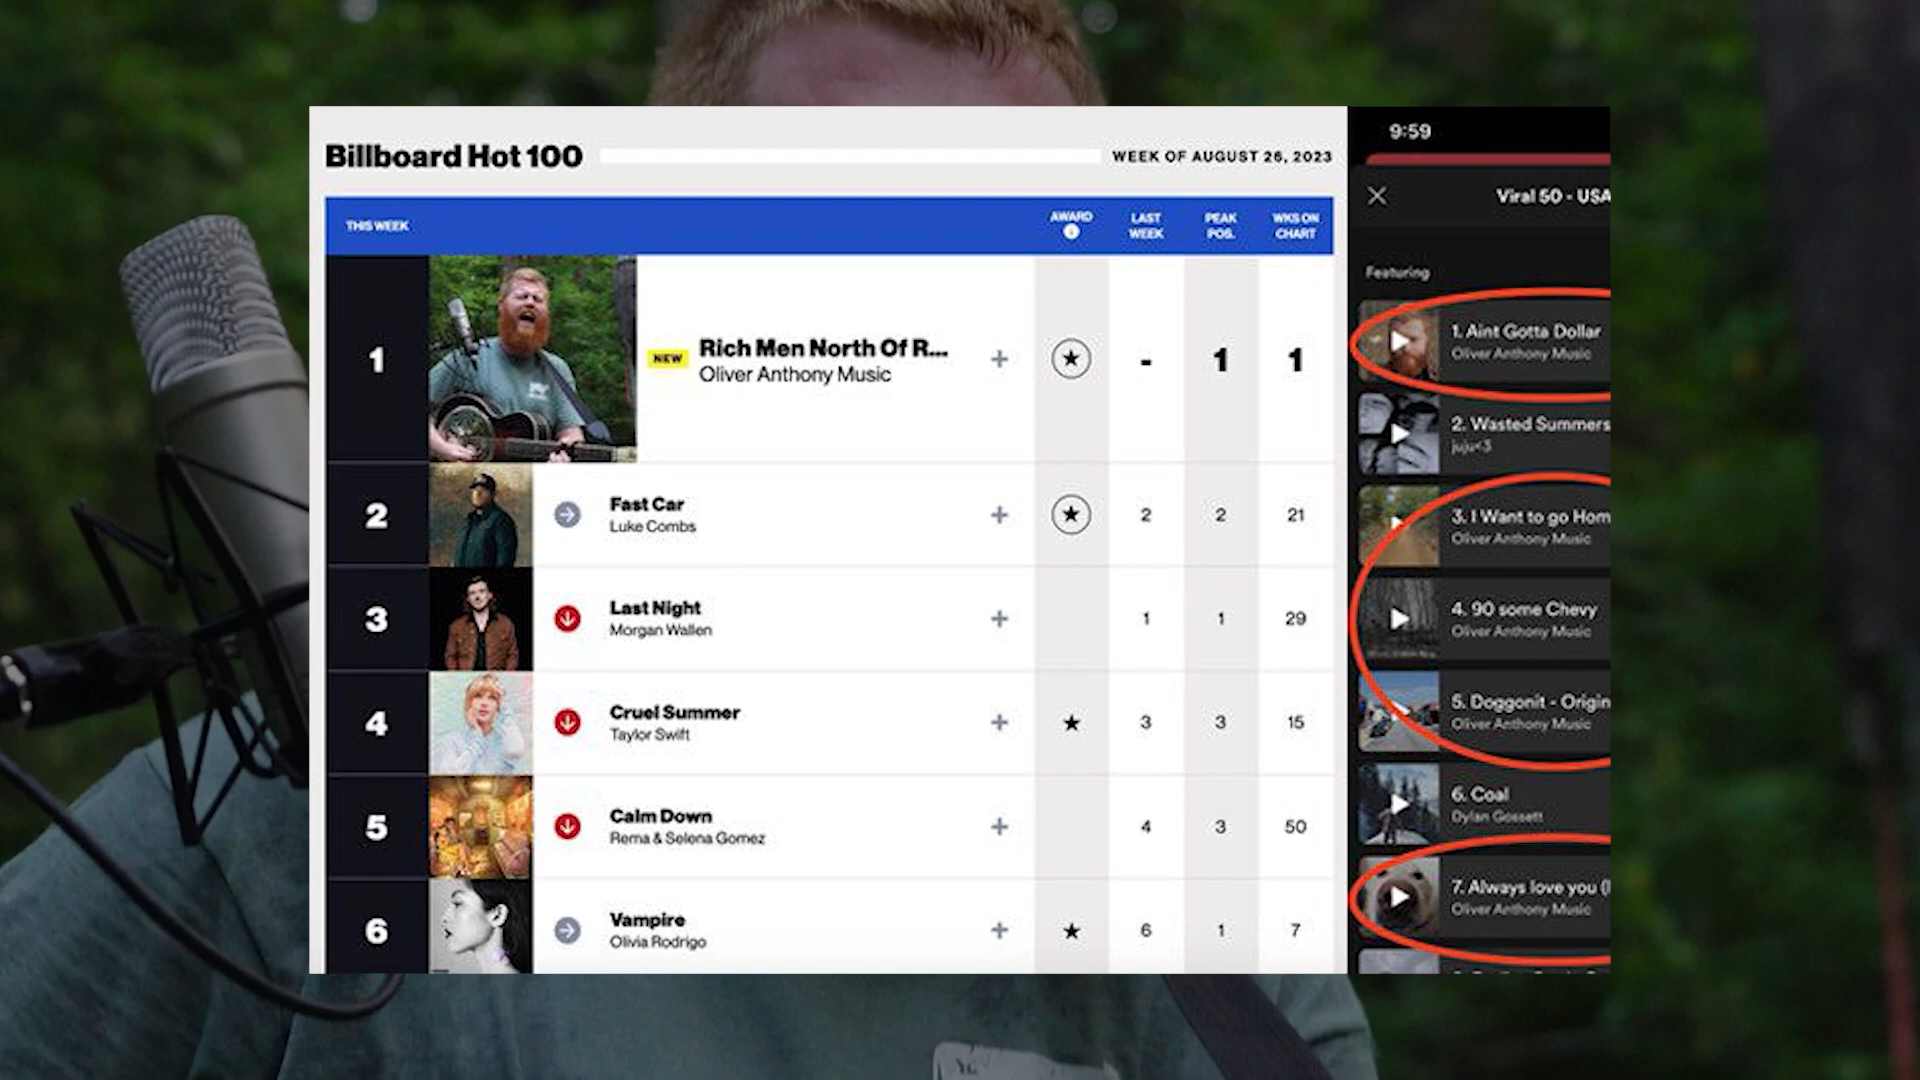 Billboard Hot 100
WEEK OF AUGUST 26, 2023
THIS WEEK
AWARD
LAST WEEK
PEAK POS.
WKS ON CHART
1
NEW
Rich Men North Of R...
Oliver Anthony Music
+
-
1
1
2
Fast Car
Luke Combs
+
2
2
21
3
Last Night
Morgan Wallen
+
1
1
29
4
Cruel Summer
Taylor Swift
+
3
3
15
5
Calm Down
Rema & Selena Gomez
+
4
3
50
6
Vampire
Olivia Rodrigo
+
6
1
7
9:59
Viral 50 - USA
Featuring
1. Aint Gotta Dollar
Oliver Anthony Music
2. Wasted Summers
juju<3
3. I Want to go Hom
Oliver Anthony Music
4. 90 some Chevy
Oliver Anthony Music
5. Doggonit - Origin
Oliver Anthony Music
6. Coal
Dylan Gossett
7. Always love you (
Oliver Anthony Music